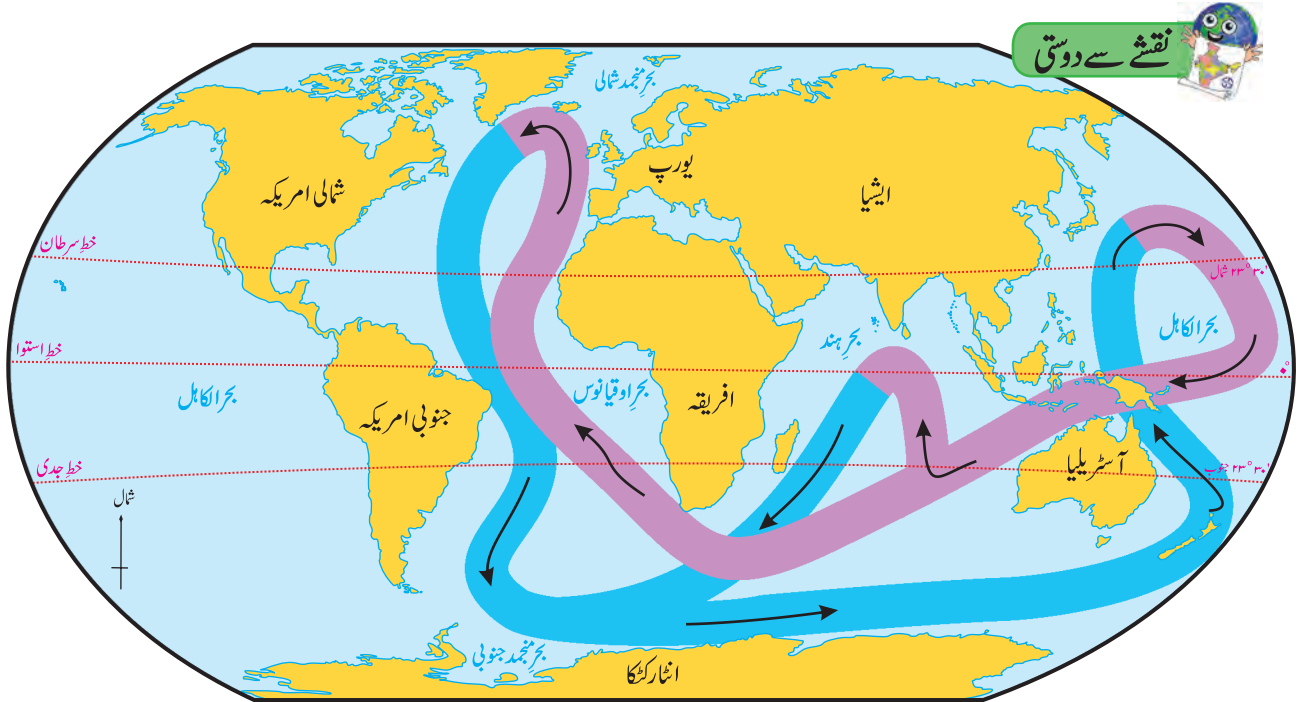 نقشے سے دوستی
بحرِ منجمد شمالی
شمالی امریکہ
یورپ
ایشیا
خطِ سرطان
۲۳° ۳۰' شمال
بحر الکاہل
خطِ استوا
۰°
بحرِ ہند
بحر الکاہل
بحرِ اوقیانوس
افریقہ
جنوبی امریکہ
خطِ جدی
آسٹریلیا
۲۳° ۳۰' جنوب
شمال
بحرِ منجمد جنوبی
انٹارکٹکا